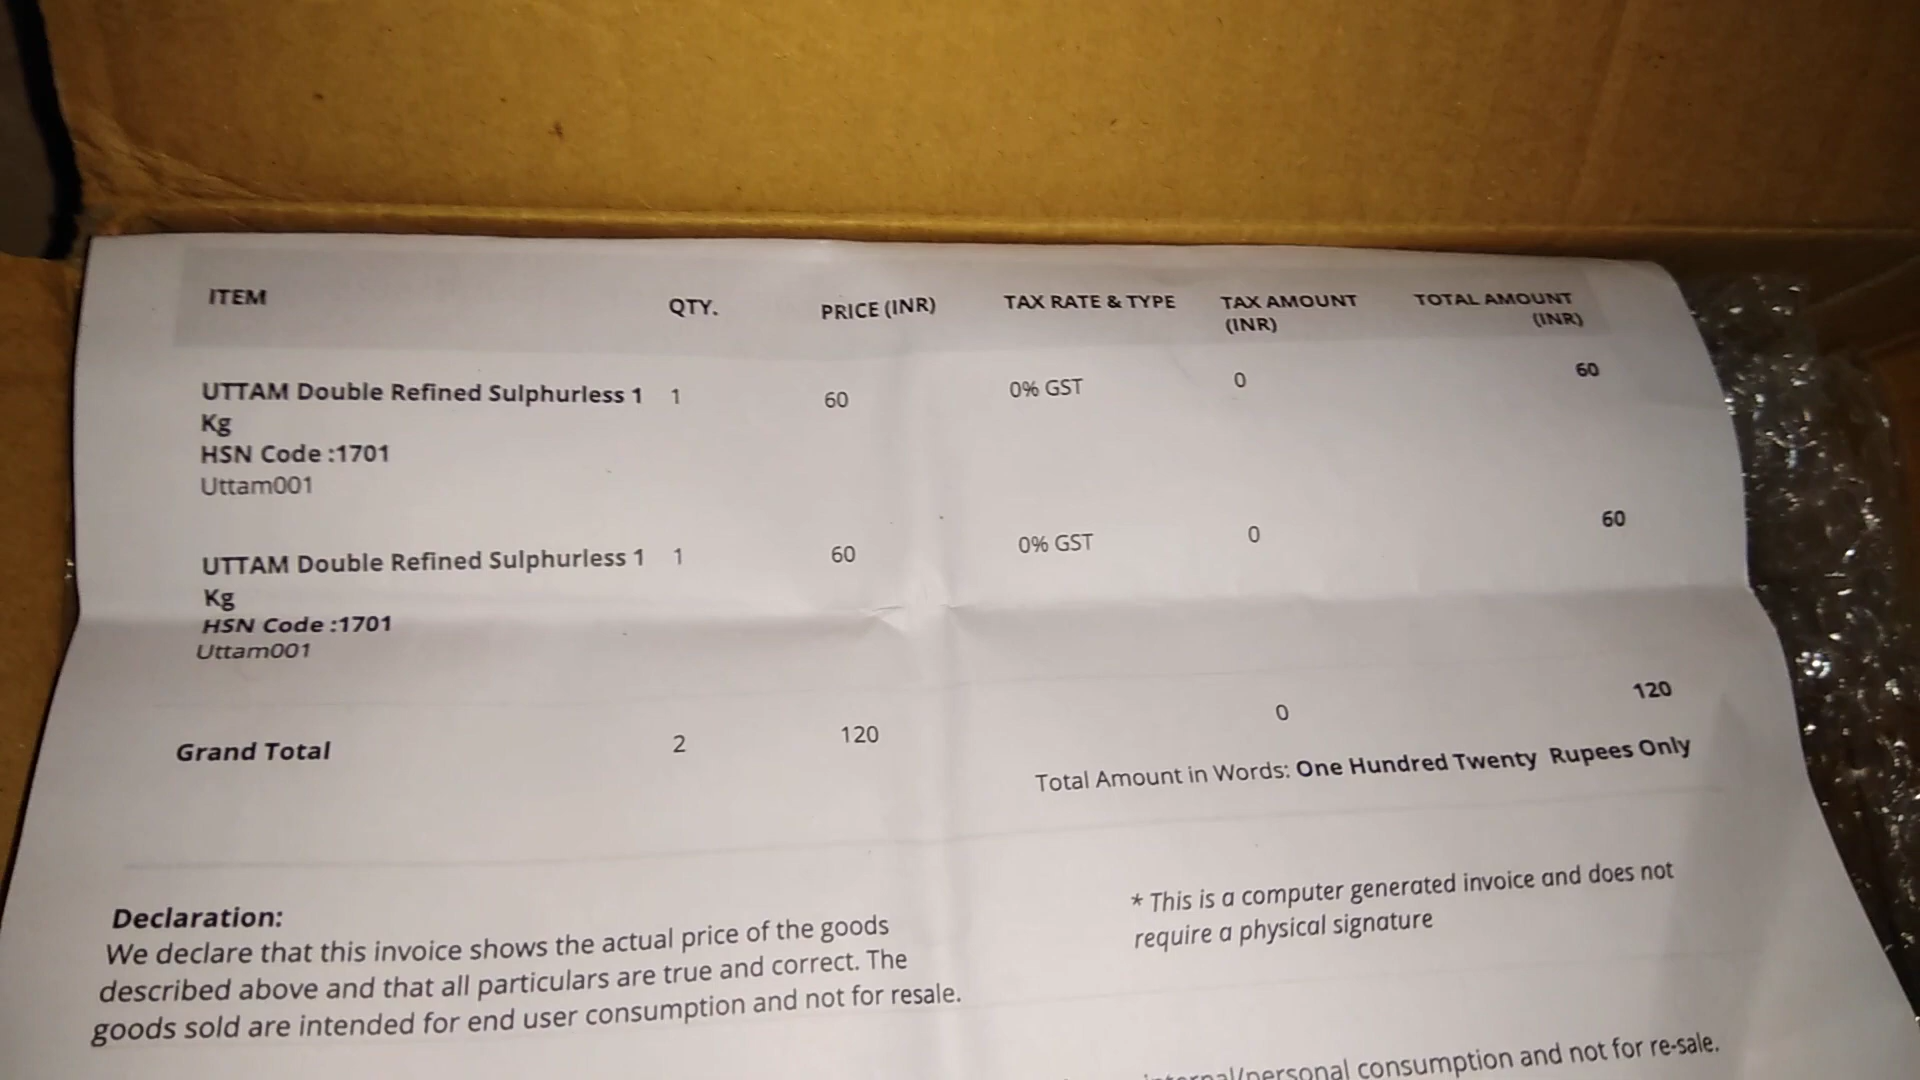 ITEM QTY. PRICE (INR) TAX RATE & TYPE TAX AMOUNT (INR) TOTAL AMOUNT (INR)
UTTAM Double Refined Sulphurless 1 1 60 0% GST 0 60
Kg
HSN Code :1701
Uttam001
UTTAM Double Refined Sulphurless 1 1 60 0% GST 0 60
Kg
HSN Code :1701
Uttam001
Grand Total 2 120 0 120
Total Amount in Words: One Hundred Twenty Rupees Only
Declaration:
We declare that this invoice shows the actual price of the goods
described above and that all particulars are true and correct. The
goods sold are intended for end user consumption and not for resale.
* This is a computer generated invoice and does not
require a physical signature
consumption and not for re-sale.